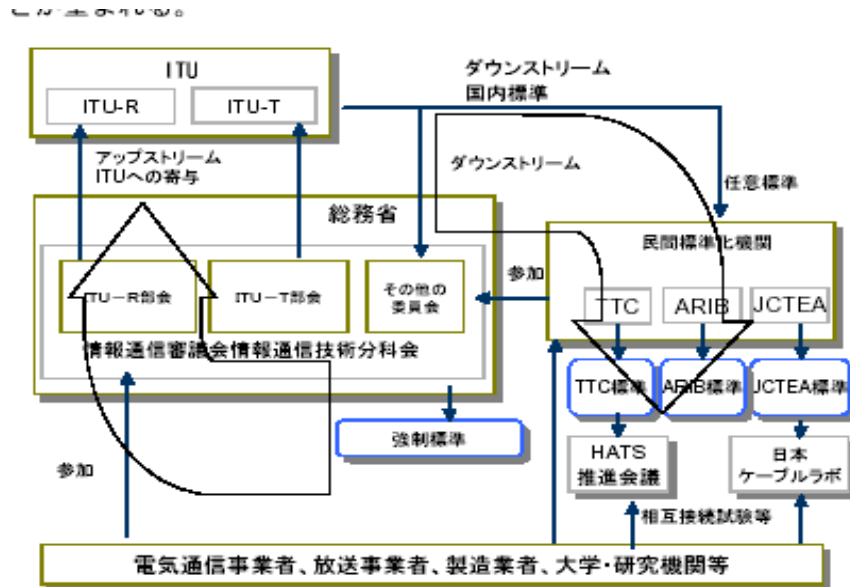 とが望まれる。
ITU
ITU-R
ITU-T
ダウンストリーム
国内標準
アップストリーム
ITUへの寄与
ダウンストリーム
任意標準
総務省
民間標準化機関
ITU－R部会
ITU－T部会
その他の
委員会
参加
TTC
ARIB
JCTEA
情報通信審議会情報通信技術分科会
TTC標準
ARIB標準
JCTEA標準
強制標準
HATS
推進会議
日本
ケーブルラボ
参加
相互接続試験等
電気通信事業者、放送事業者、製造業者、大学・研究機関等